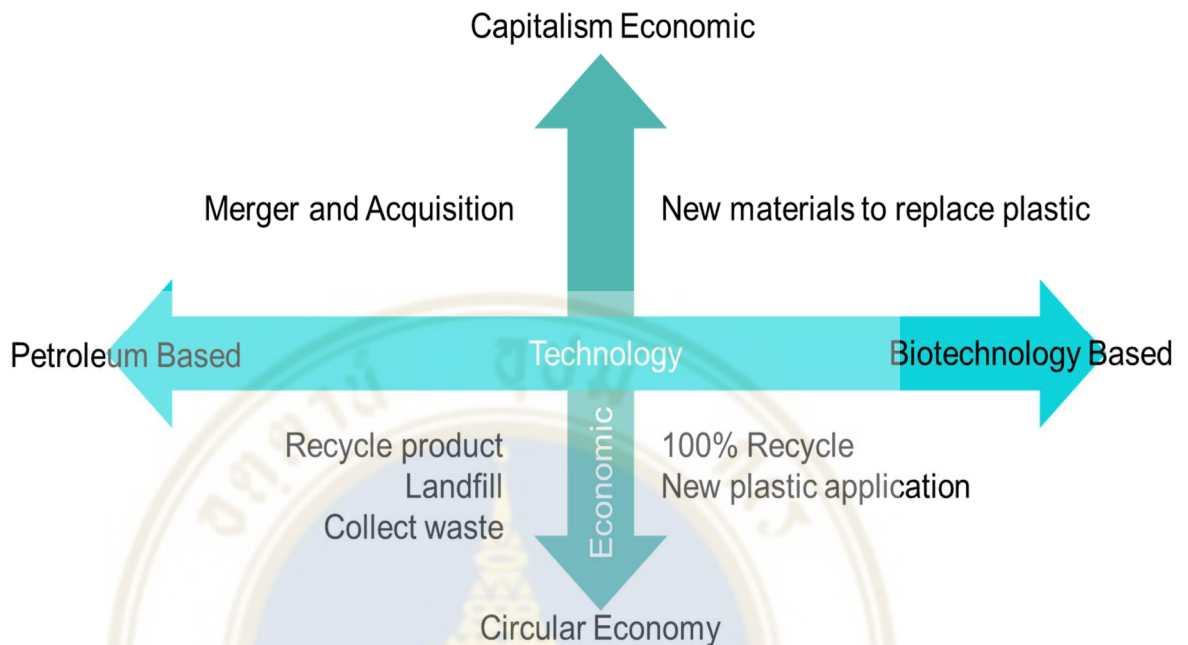 Capitalism Economic
Merger and Acquisition
New materials to replace plastic
Petroleum Based
Technology
Biotechnology Based
Recycle product
Landfill
Collect waste
Economic
100% Recycle
New plastic application
Circular Economy